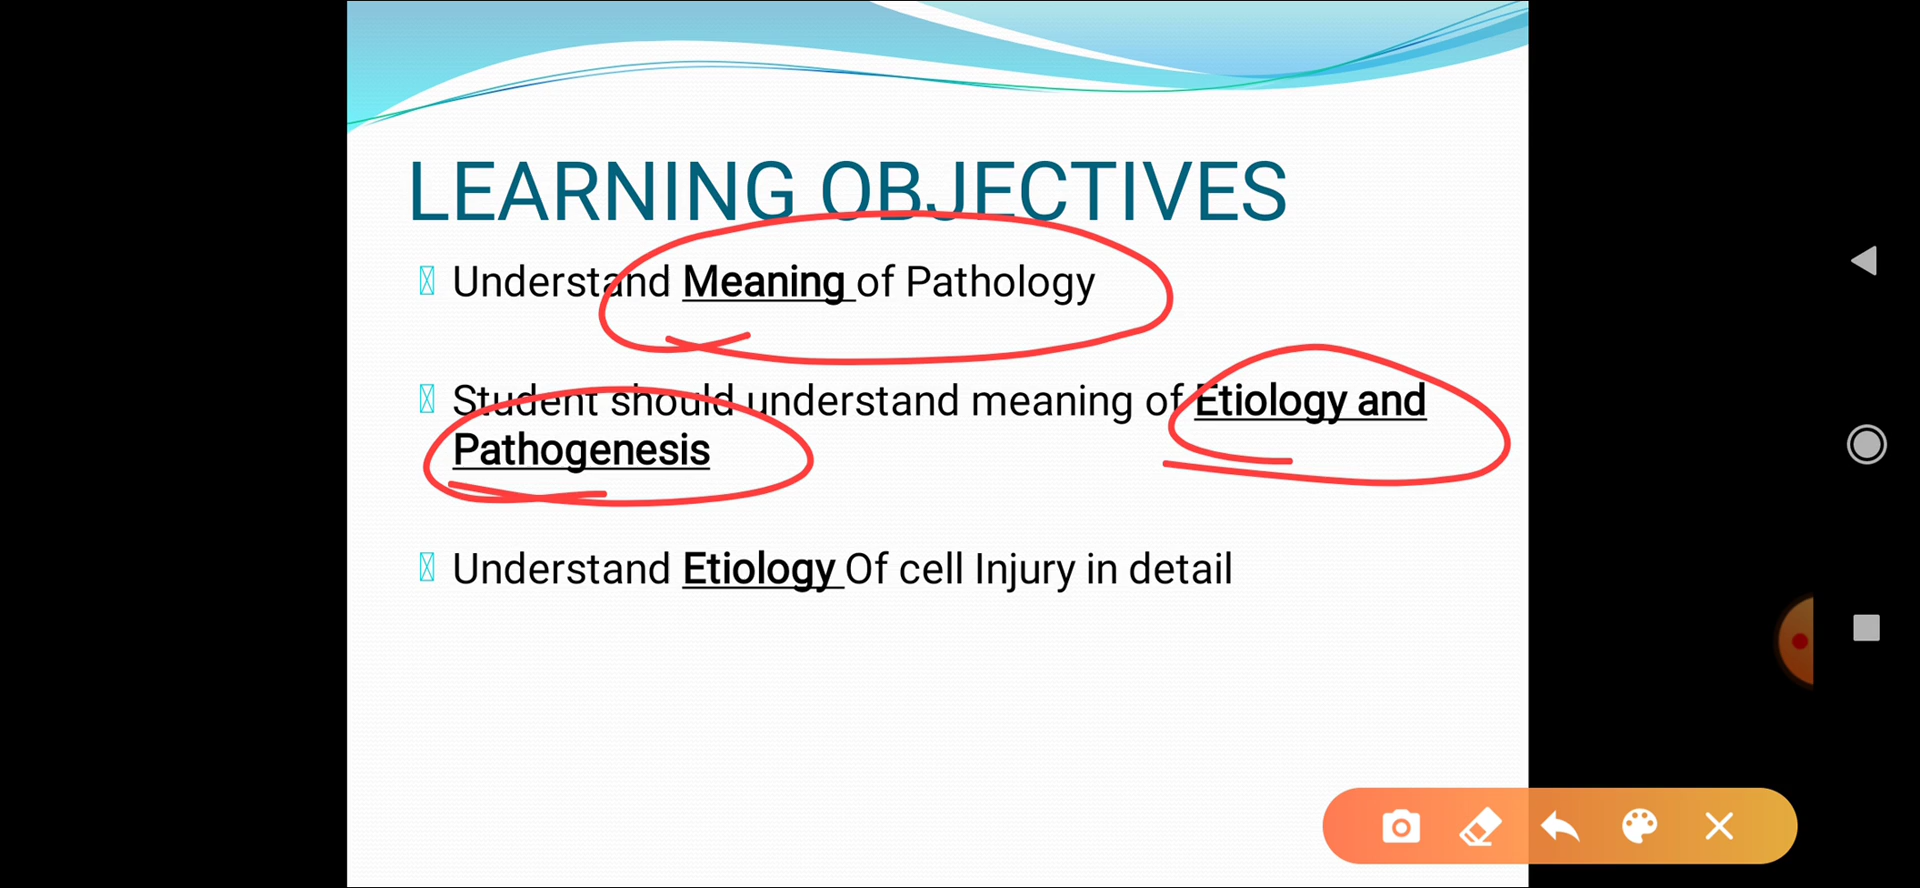 LEARNING OBJECTIVES
Understand Meaning of Pathology
Student should understand meaning of Etiology and
Pathogenesis
Understand Etiology Of cell Injury in detail